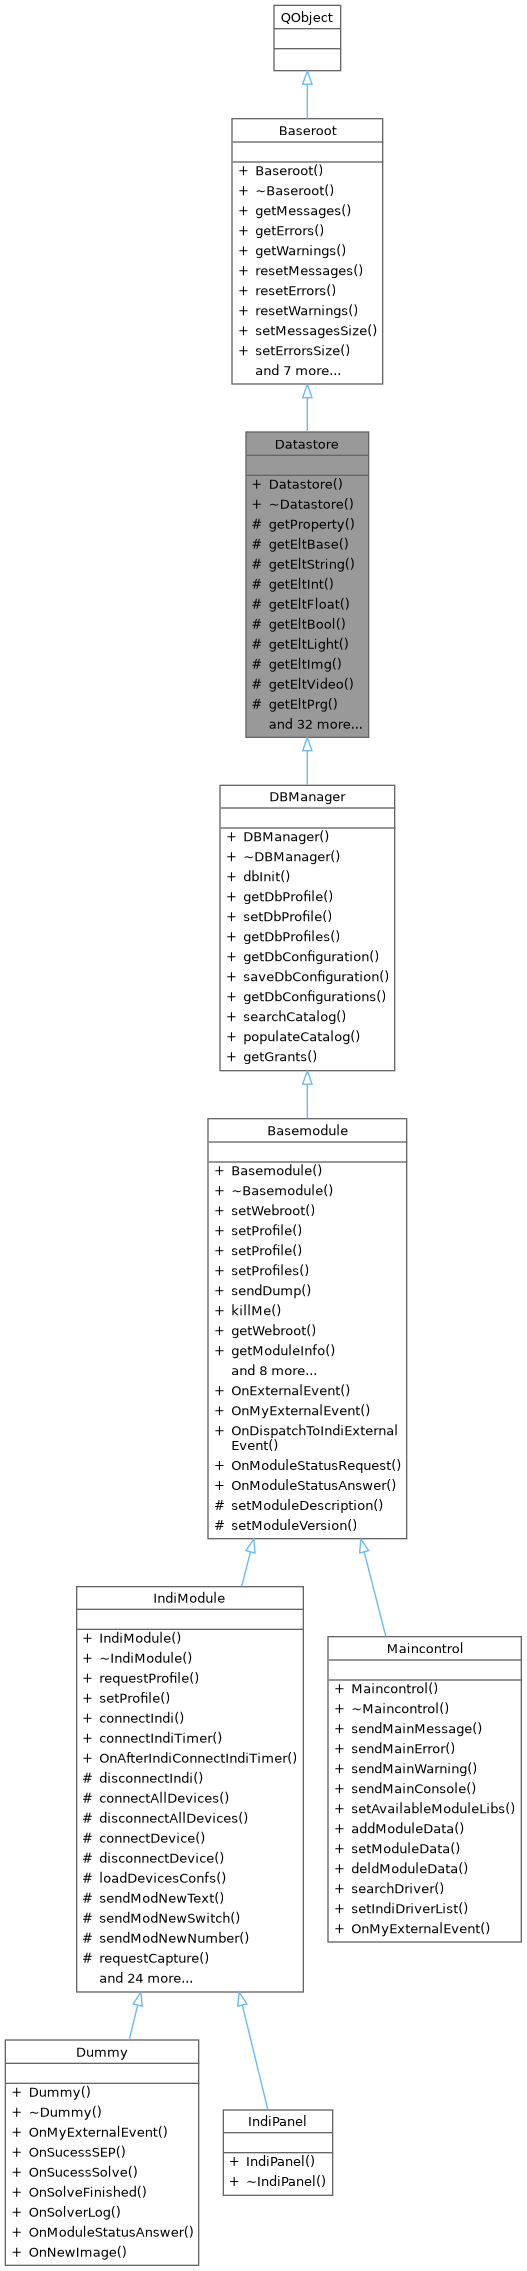 QObject
Baseroot
+ Baseroot()
+ ~Baseroot()
+ getMessages()
+ getErrors()
+ getWarnings()
+ resetMessages()
+ resetErrors()
+ resetWarnings()
+ setMessagesSize()
+ setErrorsSize()
and 7 more...
Datastore
+ Datastore()
+ ~Datastore()
# getProperty()
# getEltBase()
# getEltString()
# getEltInt()
# getEltFloat()
# getEltBool()
# getEltLight()
# getEltImg()
# getEltVideo()
# getEltPrg()
and 32 more...
DBManager
+ DBManager()
+ ~DBManager()
+ dbInit()
+ getDbProfile()
+ setDbProfile()
+ getDbProfiles()
+ getDbConfiguration()
+ saveDbConfiguration()
+ getDbConfigurations()
+ searchCatalog()
+ populateCatalog()
+ getGrants()
Basemodule
+ Basemodule()
+ ~Basemodule()
+ setWebroot()
+ setProfile()
+ setProfile()
+ setProfiles()
+ sendDump()
+ killMe()
+ getWebroot()
+ getModuleInfo()
and 8 more...
+ OnExternalEvent()
+ OnMyExternalEvent()
+ OnDispatchToIndiExternal
Event()
+ OnModuleStatusRequest()
+ OnModuleStatusAnswer()
# setModuleDescription()
# setModuleVersion()
IndiModule
+ IndiModule()
+ ~IndiModule()
+ requestProfile()
+ setProfile()
+ connectIndi()
+ connectIndiTimer()
+ OnAfterIndiConnectIndiTimer()
# disconnectIndi()
# connectAllDevices()
# disconnectAllDevices()
# connectDevice()
# disconnectDevice()
# loadDevicesConfs()
# sendModNewText()
# sendModNewSwitch()
# sendModNewNumber()
# requestCapture()
and 24 more...
Maincontrol
+ Maincontrol()
+ ~Maincontrol()
+ sendMainMessage()
+ sendMainError()
+ sendMainWarning()
+ sendMainConsole()
+ setAvailableModuleLibs()
+ addModuleData()
+ setModuleData()
+ deldModuleData()
+ searchDriver()
+ setIndiDriverList()
+ OnMyExternalEvent()
Dummy
+ Dummy()
+ ~Dummy()
+ OnMyExternalEvent()
+ OnSucessSEP()
+ OnSucessSolve()
+ OnSolveFinished()
+ OnSolverLog()
+ OnModuleStatusAnswer()
+ OnNewImage()
IndiPanel
+ IndiPanel()
+ ~IndiPanel()